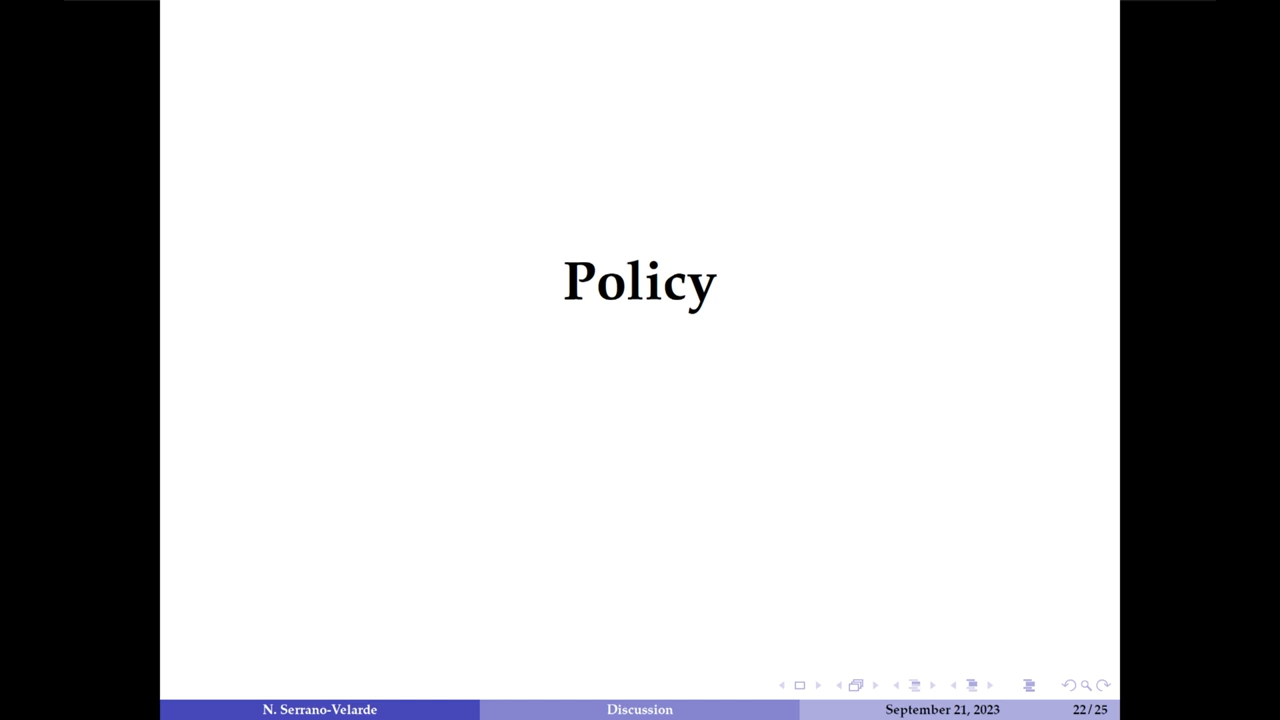 Policy
N. Serrano-Velarde
Discussion
September 21, 2023
22/25